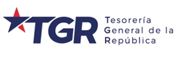 TGR
Tesorería
General de la
República